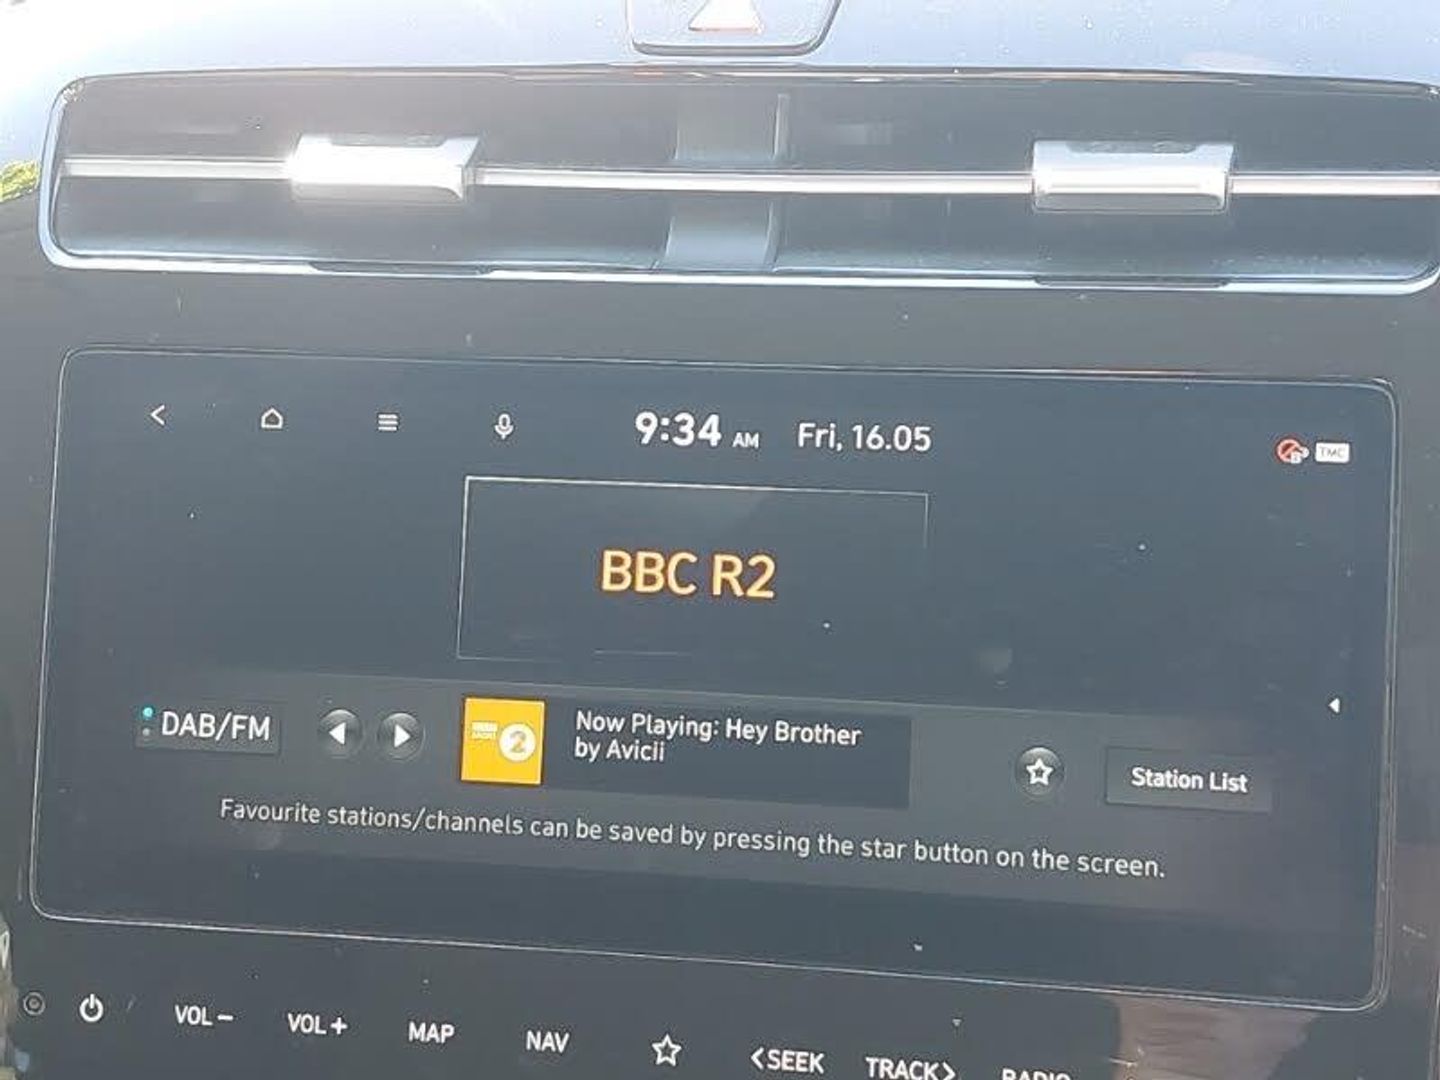 9:34 AM Fri, 16.05
TMC
BBC R2
DAB/FM
2
Now Playing: Hey Brother
by Avicii
Station List
Favourite stations/channels can be saved by pressing the star button on the screen.
VOL− VOL+ MAP NAV <SEEK TRACK> RADIO